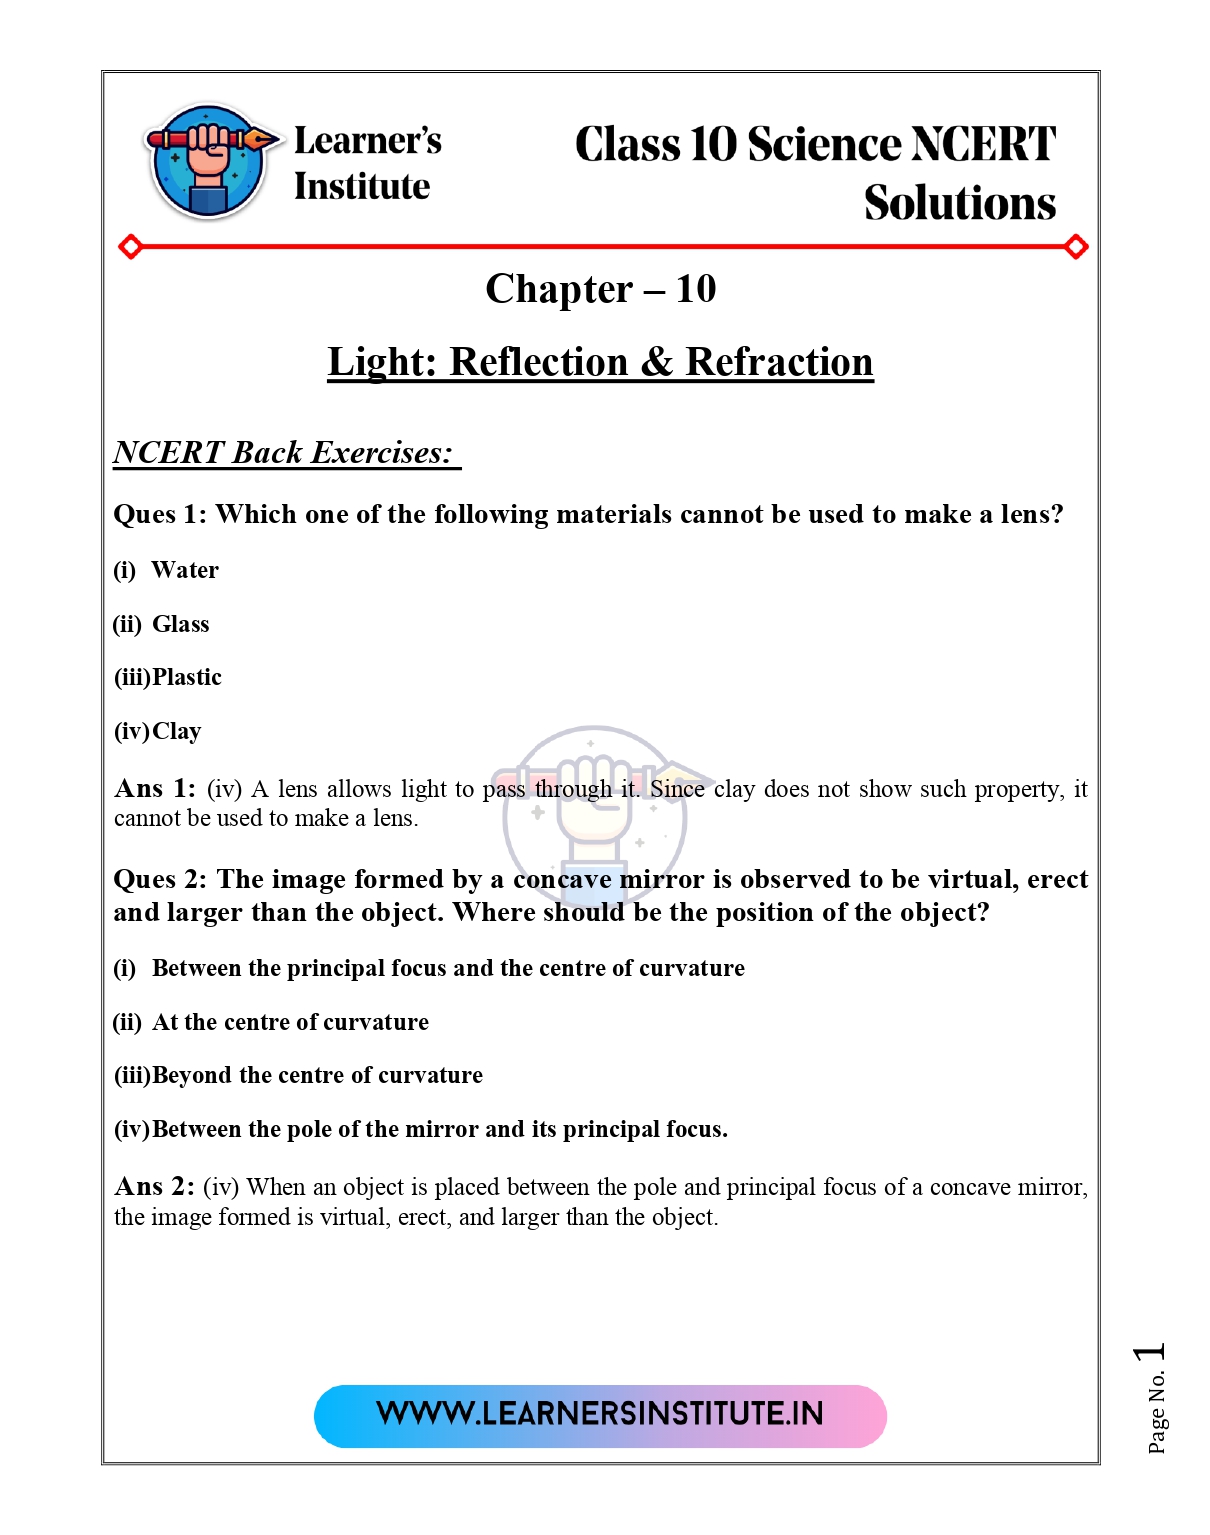 Learner's
Institute
Class 10 Science NCERT
Solutions
Chapter – 10
Light: Reflection & Refraction
NCERT Back Exercises:
Ques 1: Which one of the following materials cannot be used to make a lens?
(i) Water
(ii) Glass
(iii) Plastic
(iv) Clay
Ans 1: (iv) A lens allows light to pass through it. Since clay does not show such property, it
cannot be used to make a lens.
Ques 2: The image formed by a concave mirror is observed to be virtual, erect
and larger than the object. Where should be the position of the object?
(i) Between the principal focus and the centre of curvature
(ii) At the centre of curvature
(iii) Beyond the centre of curvature
(iv) Between the pole of the mirror and its principal focus.
Ans 2: (iv) When an object is placed between the pole and principal focus of a concave mirror,
the image formed is virtual, erect, and larger than the object.
WWW.LEARNERSINSTITUTE.IN
Page No. 1